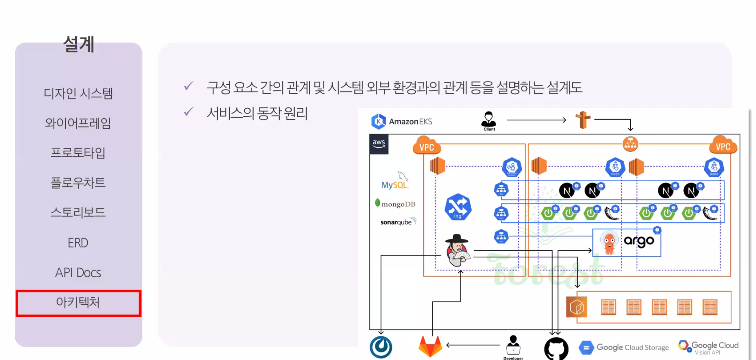 설계
디자인 시스템
와이어프레임
프로토타입
플로우차트
스토리보드
ERD
API Docs
아키텍처
구성 요소 간의 관계 및 시스템 외부 환경과의 관계 등을 설명하는 설계도
서비스의 동작 원리
Amazon EKS
Client
aws
VPC
VPC
MySQL
mongoDB
sonarqube
ing
N
N
N
N
argo
Forest
Developer
Google Cloud Storage
Google Cloud
Vision API